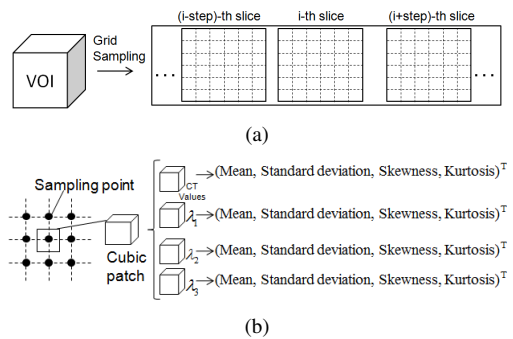 (i-step)-th slice i-th slice (i+step)-th slice
Grid
Sampling
VOI
... ...
(a)
Sampling point
Cubic
patch
CT
Values
→(Mean, Standard deviation, Skewness, Kurtosis)ᵀ
λ₁→(Mean, Standard deviation, Skewness, Kurtosis)ᵀ
λ₂→(Mean, Standard deviation, Skewness, Kurtosis)ᵀ
λ₃→(Mean, Standard deviation, Skewness, Kurtosis)ᵀ
(b)